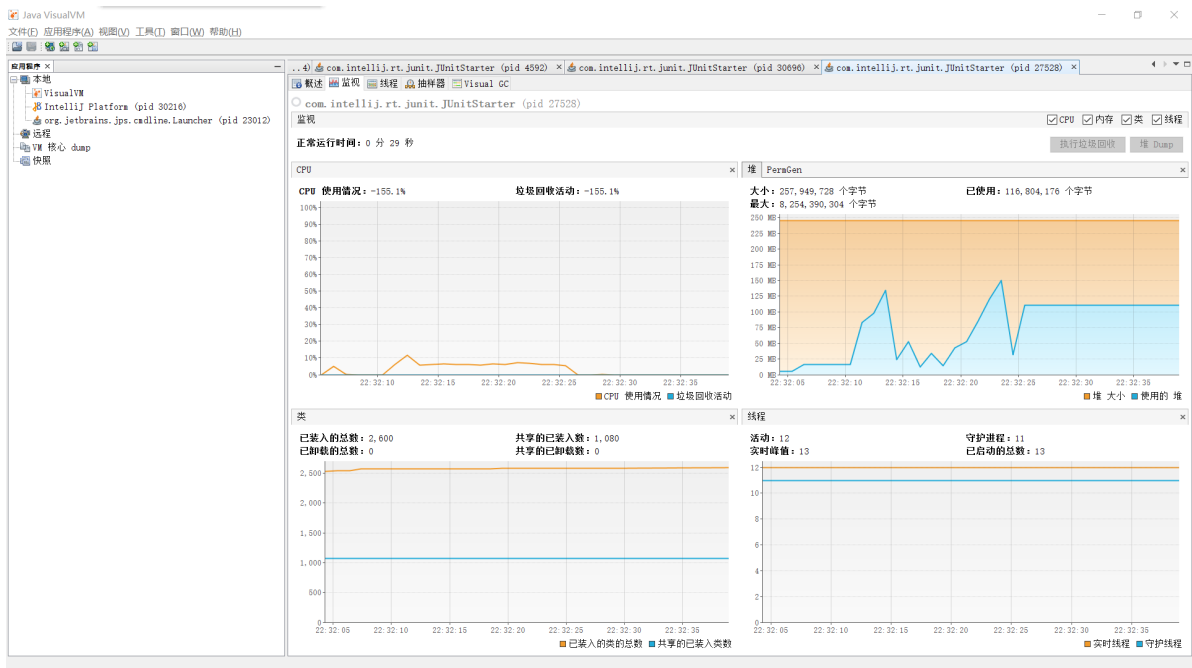 Java VisualVM
文件(F) 应用程序(A) 视图(V) 工具(T) 窗口(W) 帮助(H)
应用程序
本地
VisualVM
IntelliJ Platform (pid 30216)
org.jetbrains.jps.cmdline.Launcher (pid 23012)
远程
VM 核心 dump
快照
..4) com.intellij.rt.junit.JUnitStarter (pid 4592) com.intellij.rt.junit.JUnitStarter (pid 30696) com.intellij.rt.junit.JUnitStarter (pid 27528)
概述 监视 线程 抽样器 Visual GC
com.intellij.rt.junit.JUnitStarter (pid 27528)
监视 CPU 内存 类 线程
正常运行时间: 0 分 29 秒 执行垃圾回收 堆 Dump
CPU
CPU 使用情况: -155.1% 垃圾回收活动: -155.1%
100%
90%
80%
70%
60%
50%
40%
30%
20%
10%
0%
22:32:10 22:32:15 22:32:20 22:32:25 22:32:30 22:32:35
CPU 使用情况 垃圾回收活动
堆 PermGen
大小: 257,949,728 个字节 已使用: 116,804,176 个字节
最大: 8,254,390,304 个字节
250 MB
225 MB
200 MB
175 MB
150 MB
125 MB
100 MB
75 MB
50 MB
25 MB
0 MB
22:32:05 22:32:10 22:32:15 22:32:20 22:32:25 22:32:30 22:32:35
堆 大小 使用的 堆
类
已装入的总数: 2,600 共享的已装入数: 1,080
已卸载的总数: 0 共享的已卸载数: 0
2,500
2,000
1,500
1,000
500
0
22:32:05 22:32:10 22:32:15 22:32:20 22:32:25 22:32:30 22:32:35
已装入的类的总数 共享的已装入类数
线程
活动: 12 守护进程: 11
实时峰值: 13 已启动的总数: 13
12
10
8
6
4
2
0
22:32:05 22:32:10 22:32:15 22:32:20 22:32:25 22:32:30 22:32:35
实时线程 守护线程